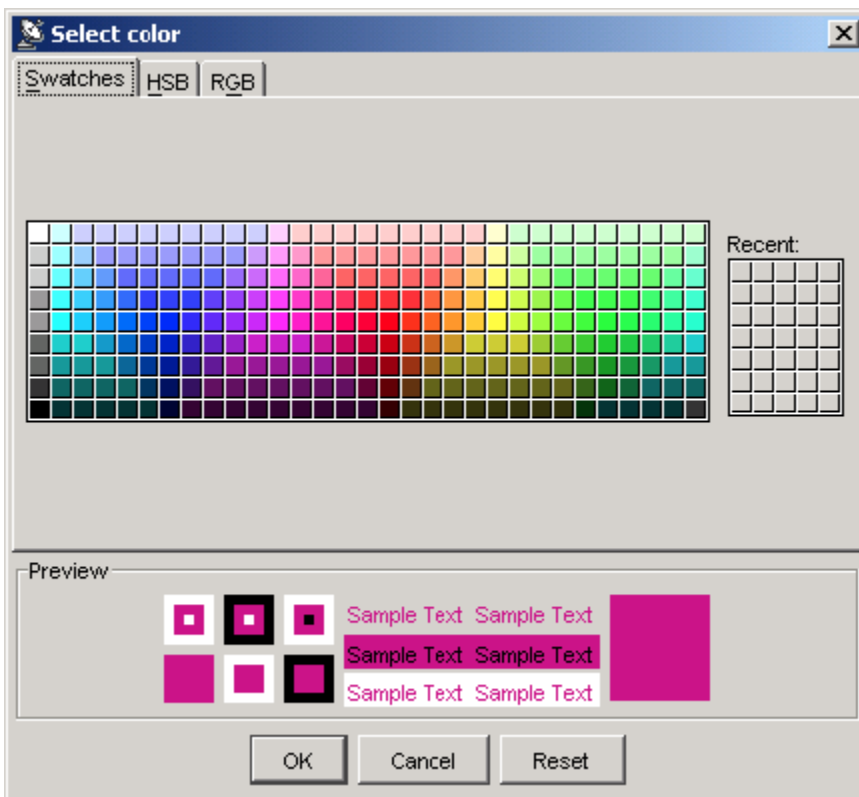 Select color
Swatches HSB RGB
Recent:
Preview
Sample Text Sample Text
Sample Text Sample Text
Sample Text Sample Text
OK Cancel Reset